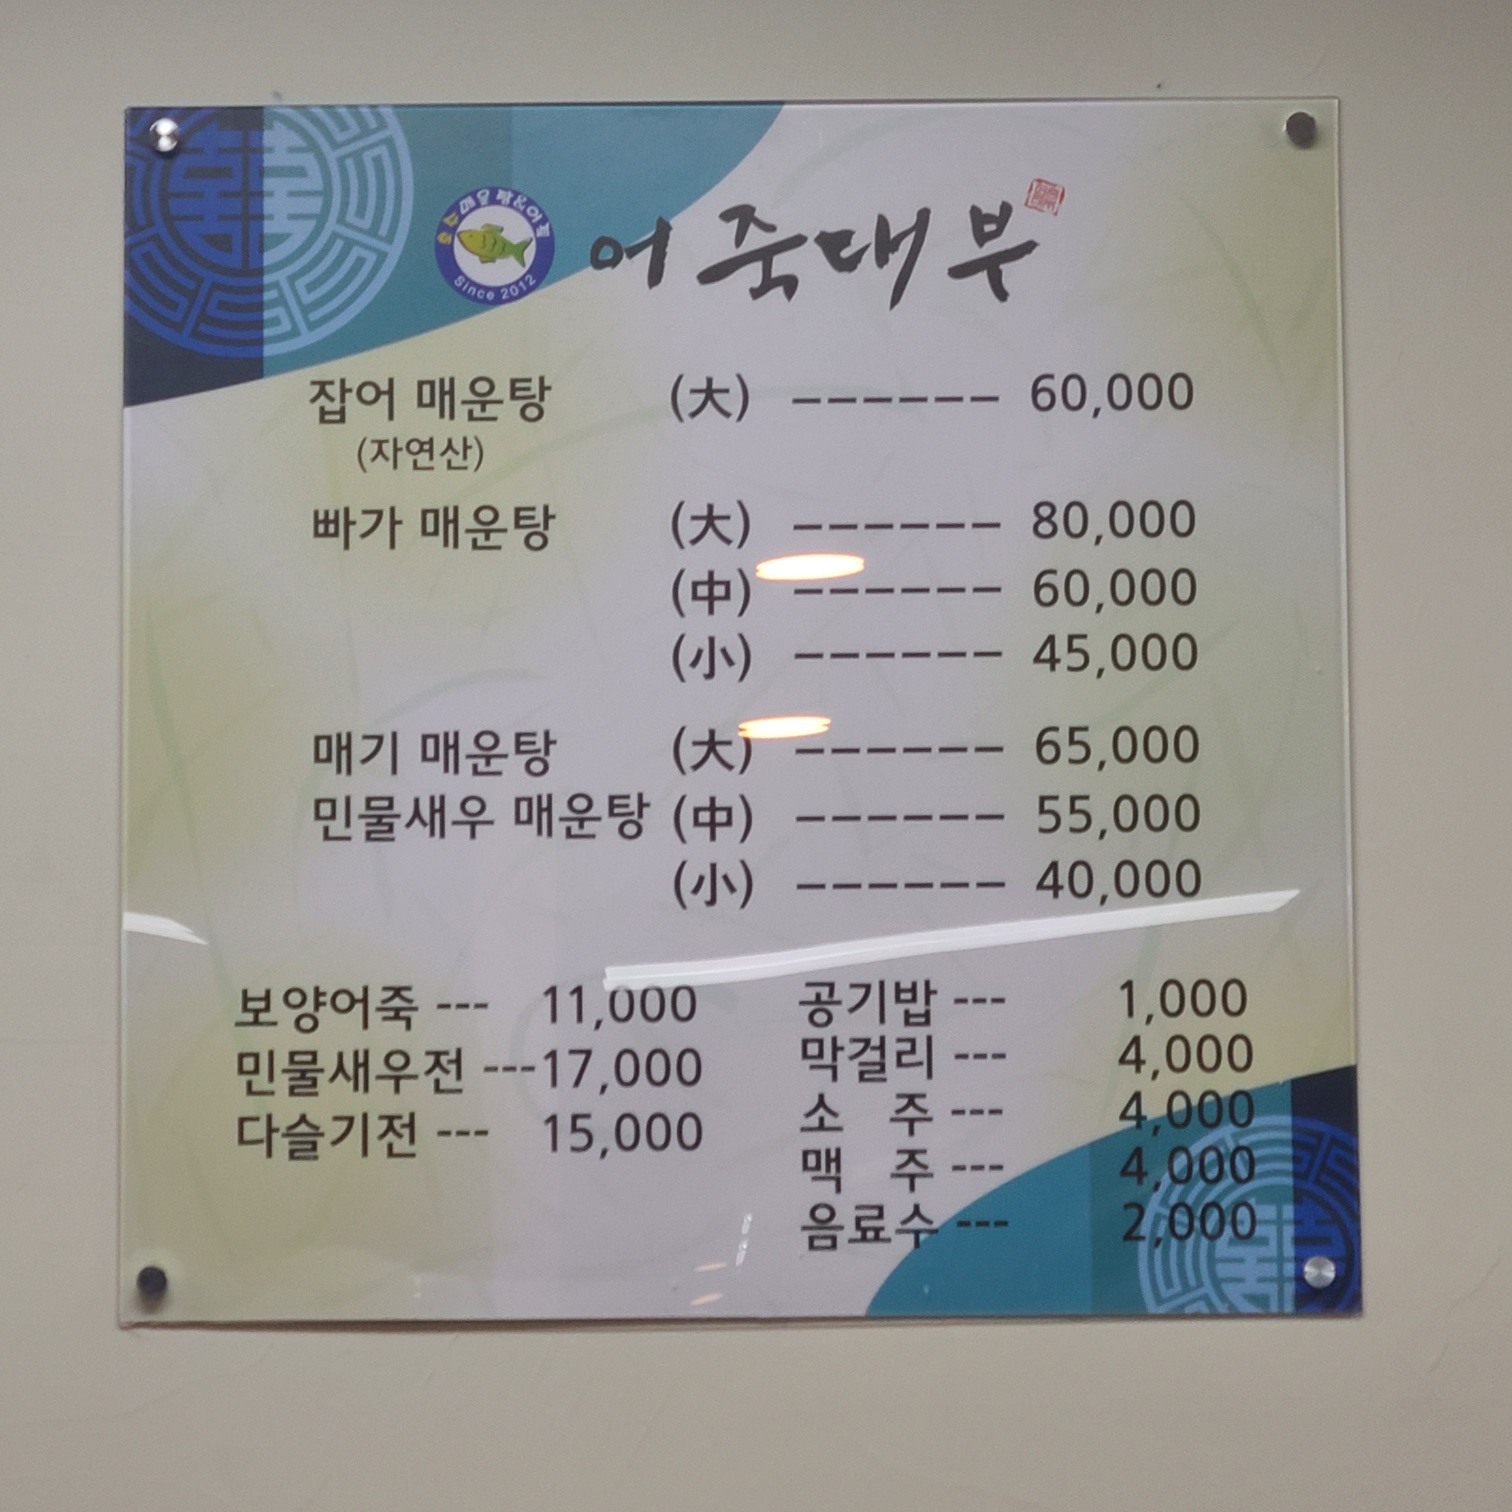 Since 2012
어죽대부
잡어 매운탕 (大) ------ 60,000
(자연산)
빠가 매운탕 (大) ------ 80,000
(中) ------ 60,000
(小) ------ 45,000
매기 매운탕 (大) ------ 65,000
민물새우 매운탕 (中) ------ 55,000
(小) ------ 40,000
보양어죽 --- 11,000
민물새우전 ---17,000
다슬기전 --- 15,000
공기밥 --- 1,000
막걸리 --- 4,000
소 주 --- 4,000
맥 주 --- 4,000
음료수 --- 2,000